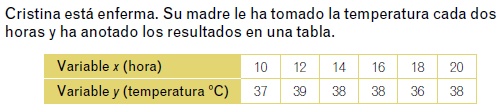 Cristina está enferma. Su madre le ha tomado la temperatura cada dos
horas y ha anotado los resultados en una tabla.
Variable x (hora) 10 12 14 16 18 20
Variable y (temperatura ºC) 37 39 38 38 36 38